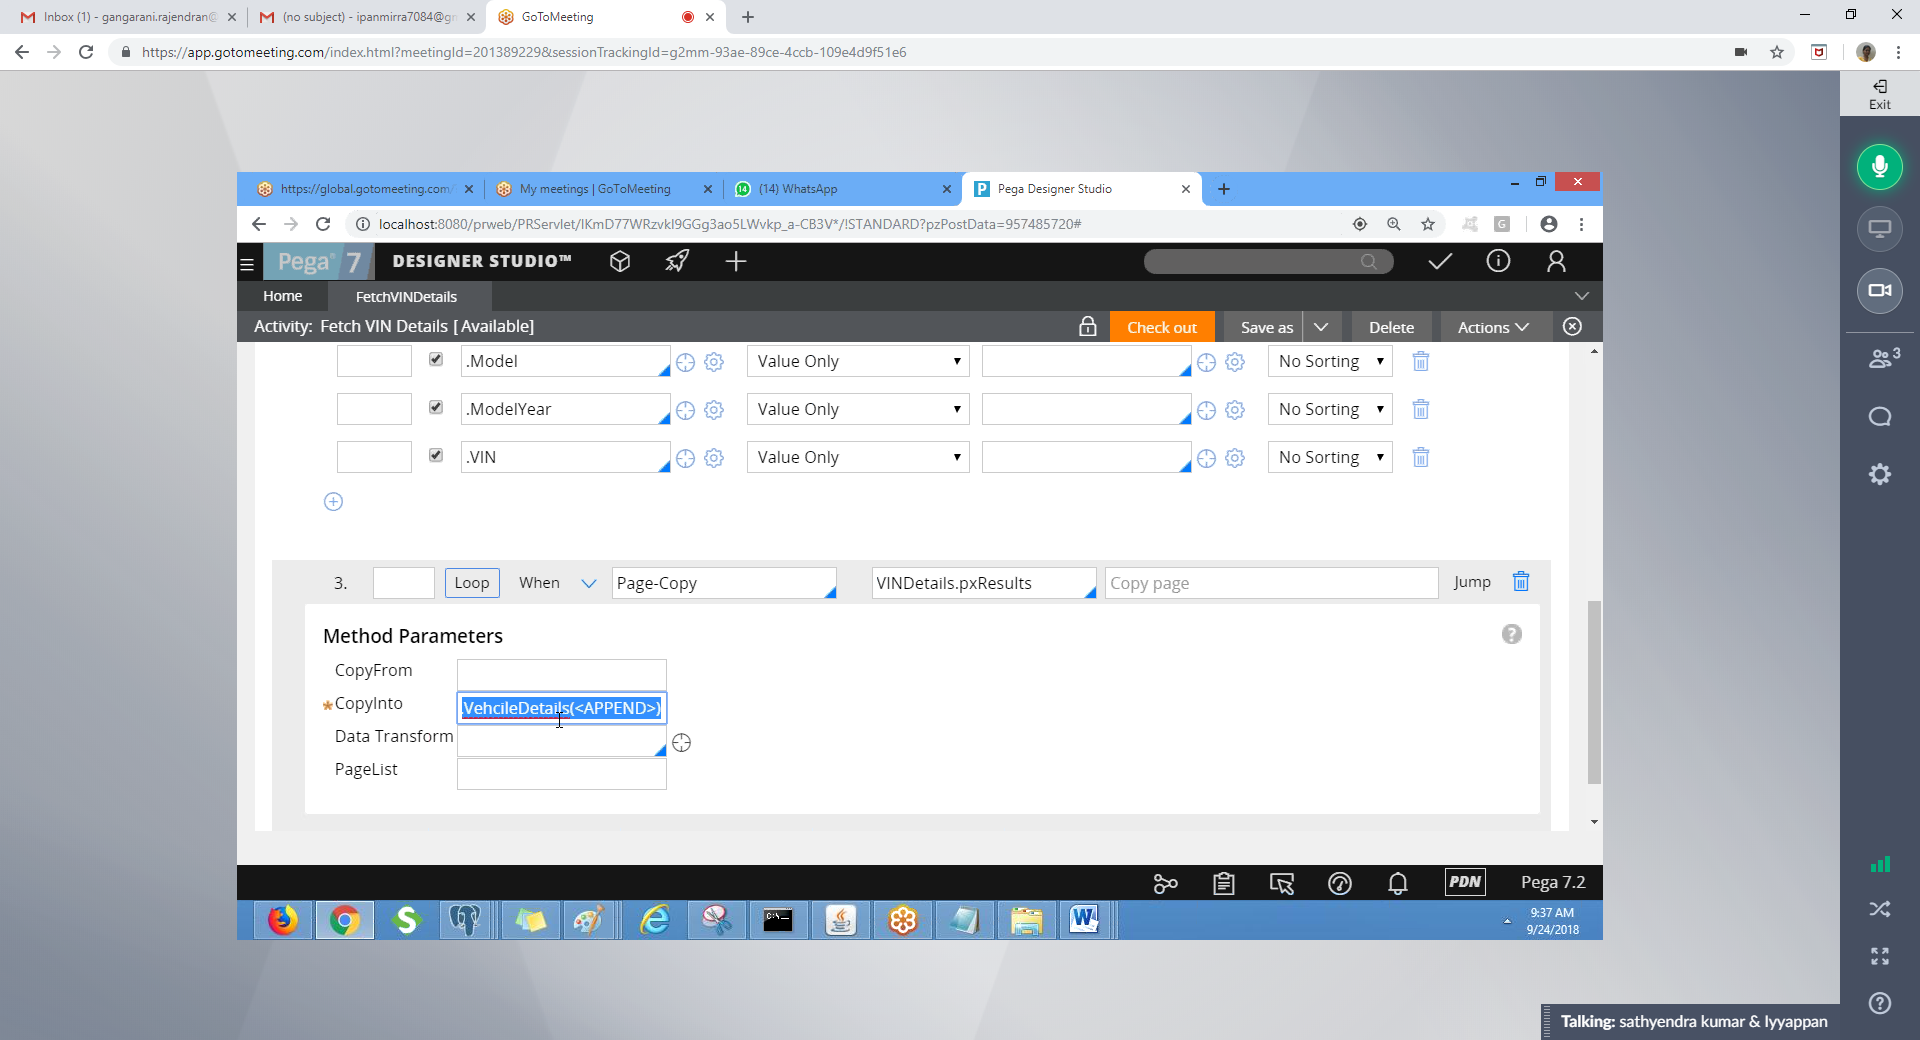 Inbox (1) - gangarani.rajendran@
(no subject) - ipanmirra7084@g
GoToMeeting
https://app.gotomeeting.com/index.html?meetingId=201389229&sessionTrackingId=g2mm-93ae-89ce-4ccb-109e4d9f51e6
Exit
https://global.gotomeeting.com/
My meetings | GoToMeeting
14 (14) WhatsApp
Pega Designer Studio
localhost:8080/prweb/PRServlet/IKmD77WRzvkI9GGg3ao5LWvkp_a-CB3V*/!STANDARD?pzPostData=957485720#
Pega 7 DESIGNER STUDIO™
Home FetchVINDetails
Activity: Fetch VIN Details [ Available]
Check out Save as Delete Actions
3
.Model Value Only No Sorting
.ModelYear Value Only No Sorting
.VIN Value Only No Sorting
3. Loop When Page-Copy VINDetails.pxResults Copy page Jump
Method Parameters
CopyFrom
CopyInto .VehcileDetails(<APPEND>)
Data Transform
PageList
PDN Pega 7.2
9:37 AM
9/24/2018
Talking: sathyendra kumar & Iyyappan